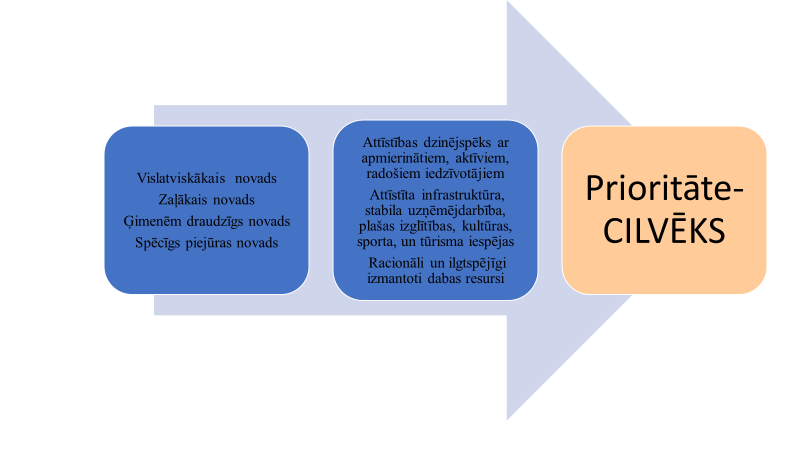 Vislatviskākais novads
Zaļākais novads
Ģimenēm draudzīgs novads
Spēcīgs piejūras novads
Attīstības dzinējspēks ar
apmierinātiem, aktīviem,
radošiem iedzīvotājiem
Attīstīta infrastruktūra,
stabila uzņēmējdarbība,
plašas izglītības, kultūras,
sporta, un tūrisma iespējas
Racionāli un ilgtspējīgi
izmantoti dabas resursi
Prioritāte-
CILVĒKS